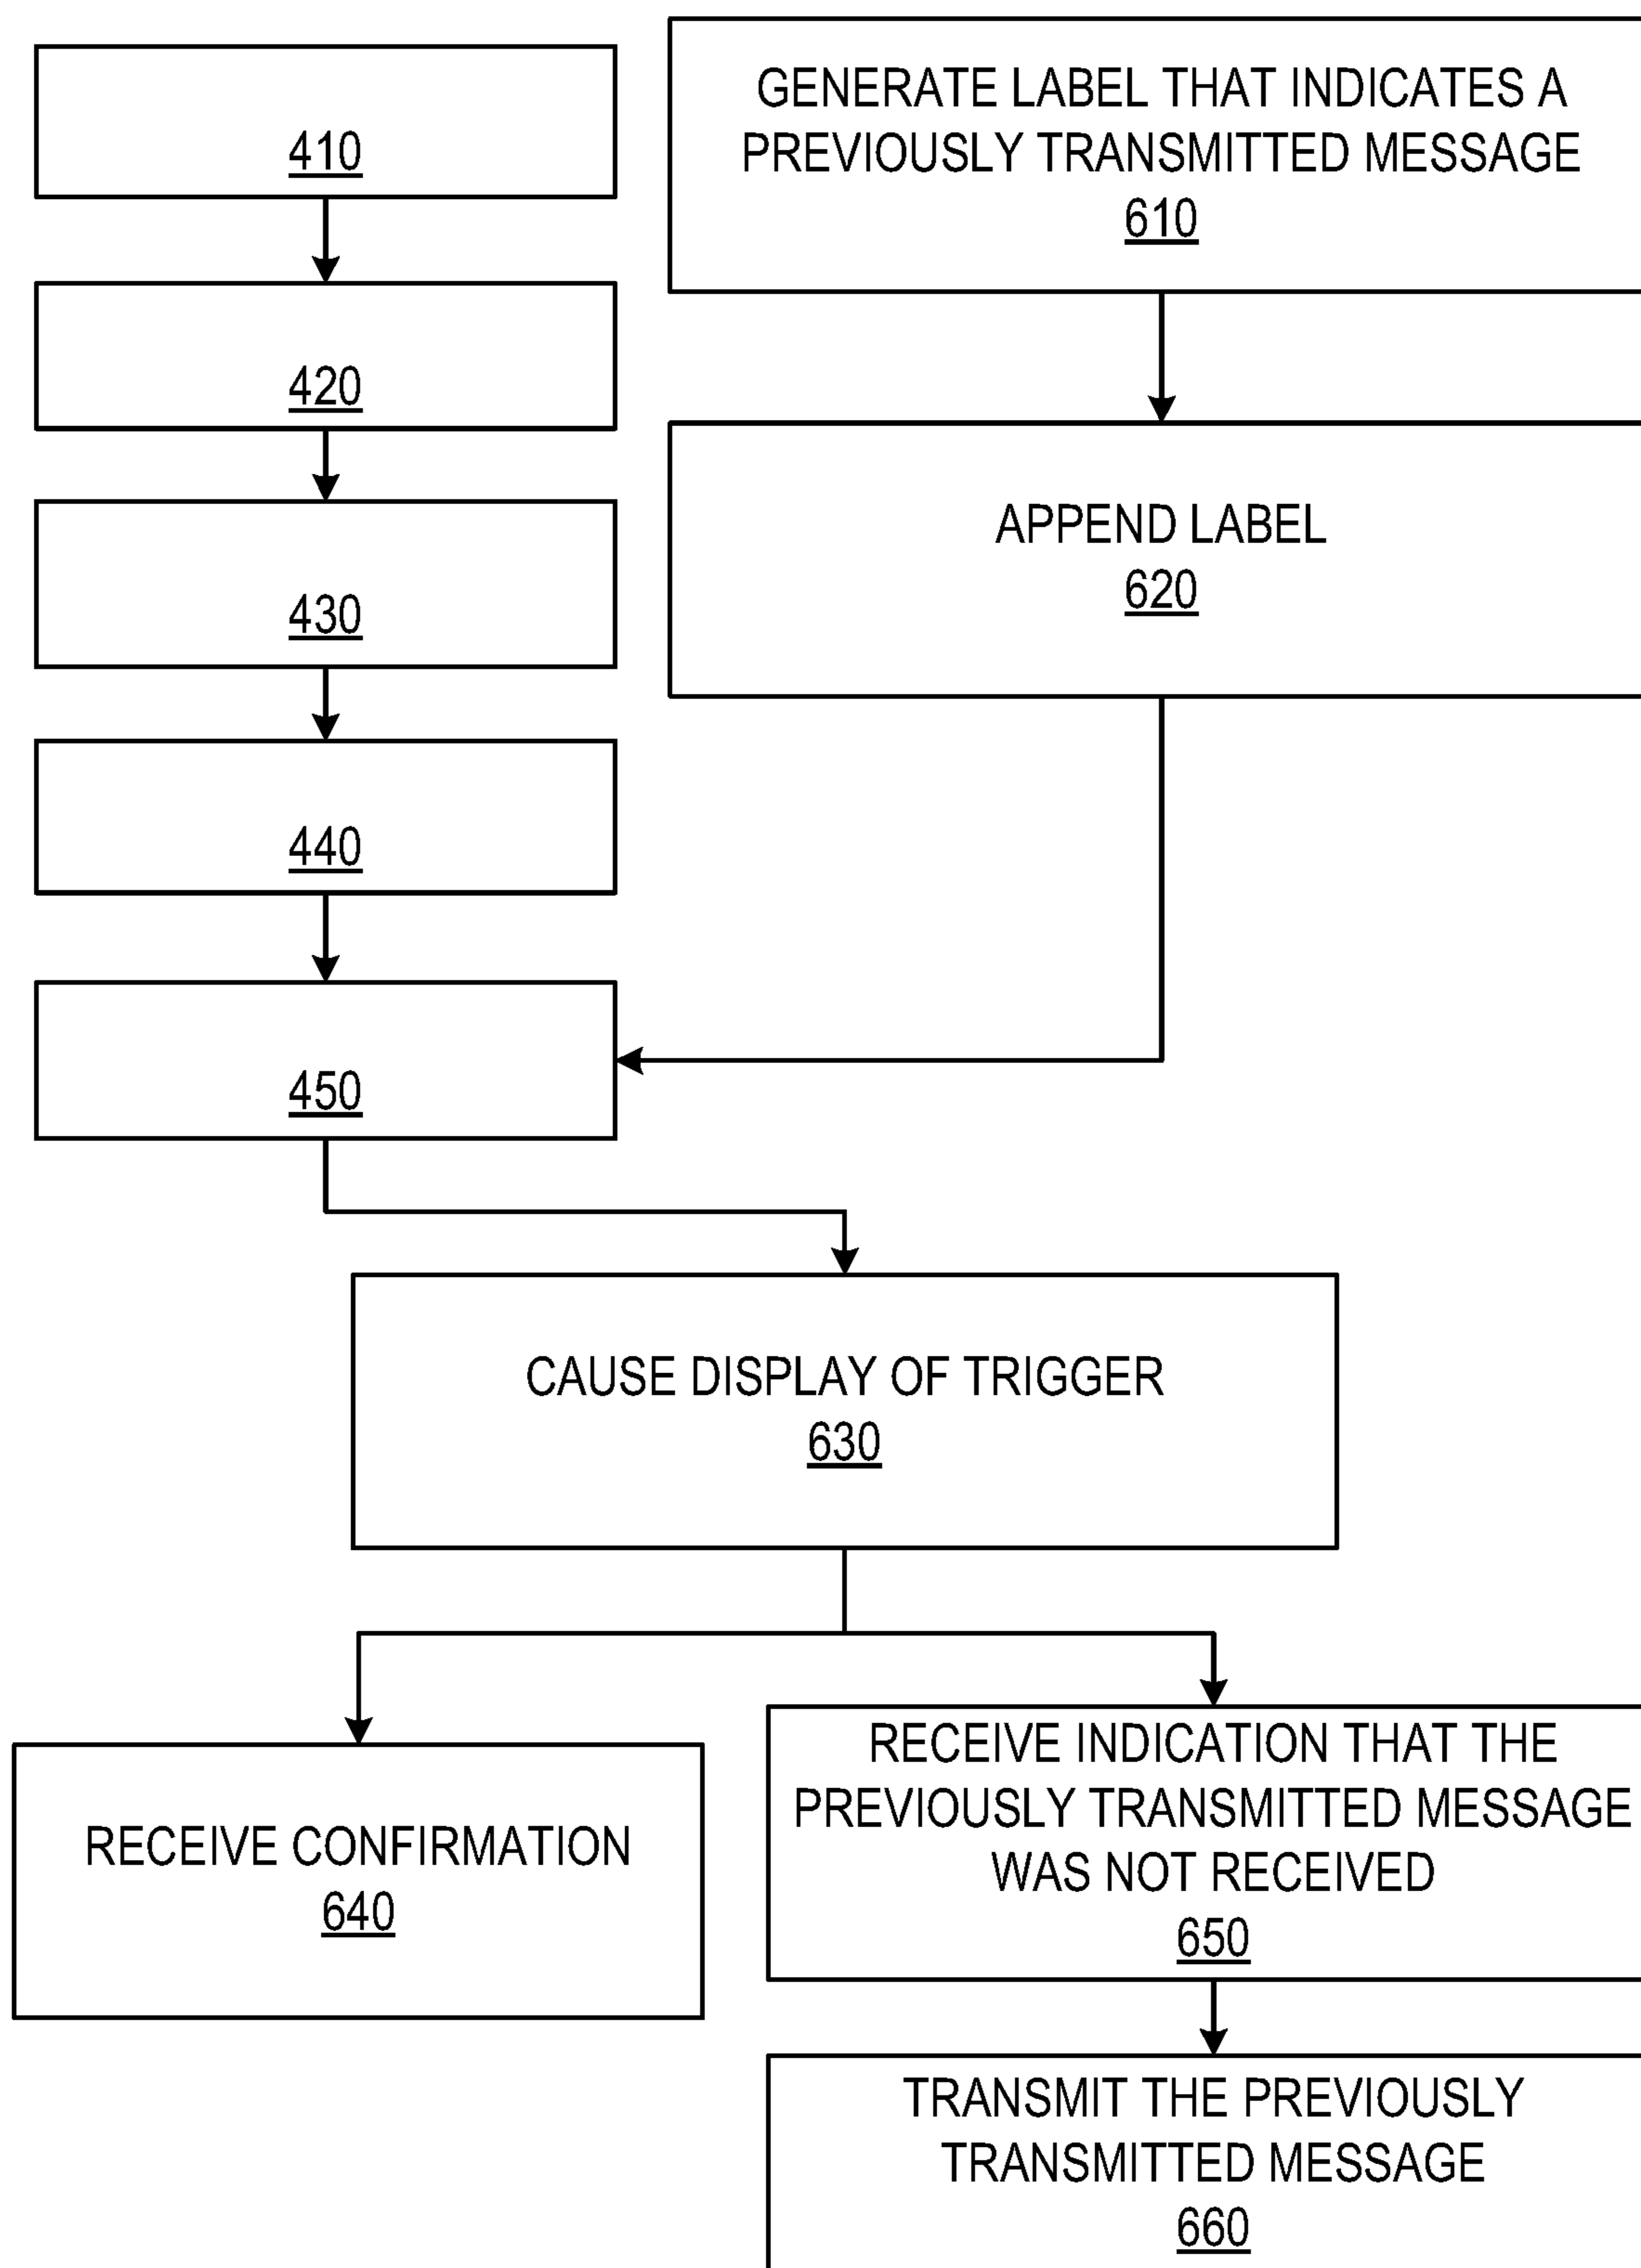 410
420
430
440
450
GENERATE LABEL THAT INDICATES A
PREVIOUSLY TRANSMITTED MESSAGE
610
APPEND LABEL
620
CAUSE DISPLAY OF TRIGGER
630
RECEIVE CONFIRMATION
640
RECEIVE INDICATION THAT THE
PREVIOUSLY TRANSMITTED MESSAGE
WAS NOT RECEIVED
650
TRANSMIT THE PREVIOUSLY
TRANSMITTED MESSAGE
660